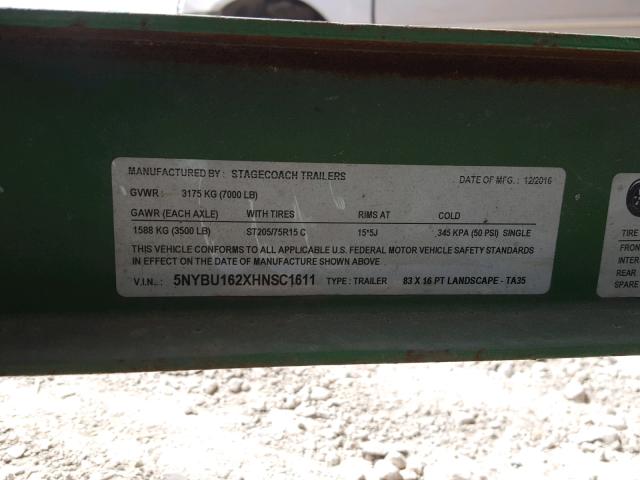 MANUFACTURED BY : STAGECOACH TRAILERS DATE OF MFG. : 12/2016
GVWR : 3175 KG (7000 LB)
GAWR (EACH AXLE) WITH TIRES RIMS AT COLD
1588 KG (3500 LB) ST205/75R15 C 15*5J 345 KPA (50 PSI) SINGLE
THIS VEHICLE CONFORMS TO ALL APPLICABLE U.S. FEDERAL MOTOR VEHICLE SAFETY STANDARDS
IN EFFECT ON THE DATE OF MANUFACTURE SHOWN ABOVE
V.I.N..: 5NYBU162XHNSC1611 TYPE : TRAILER 83 X 16 PT LANDSCAPE - TA35
TIRE
FRON
INTER
REAR
SPARE